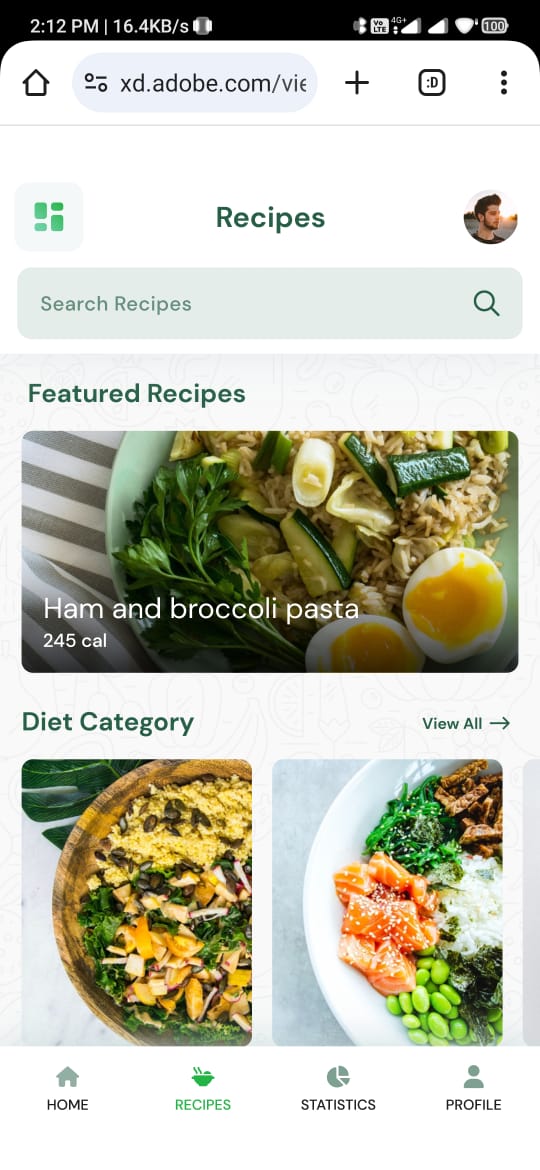 2:12 PM | 16.4KB/s
Vo LTE 4G+ 100
xd.adobe.com/vie
:D
Recipes
Search Recipes
Featured Recipes
Ham and broccoli pasta
245 cal
Diet Category
View All
HOME RECIPES STATISTICS PROFILE